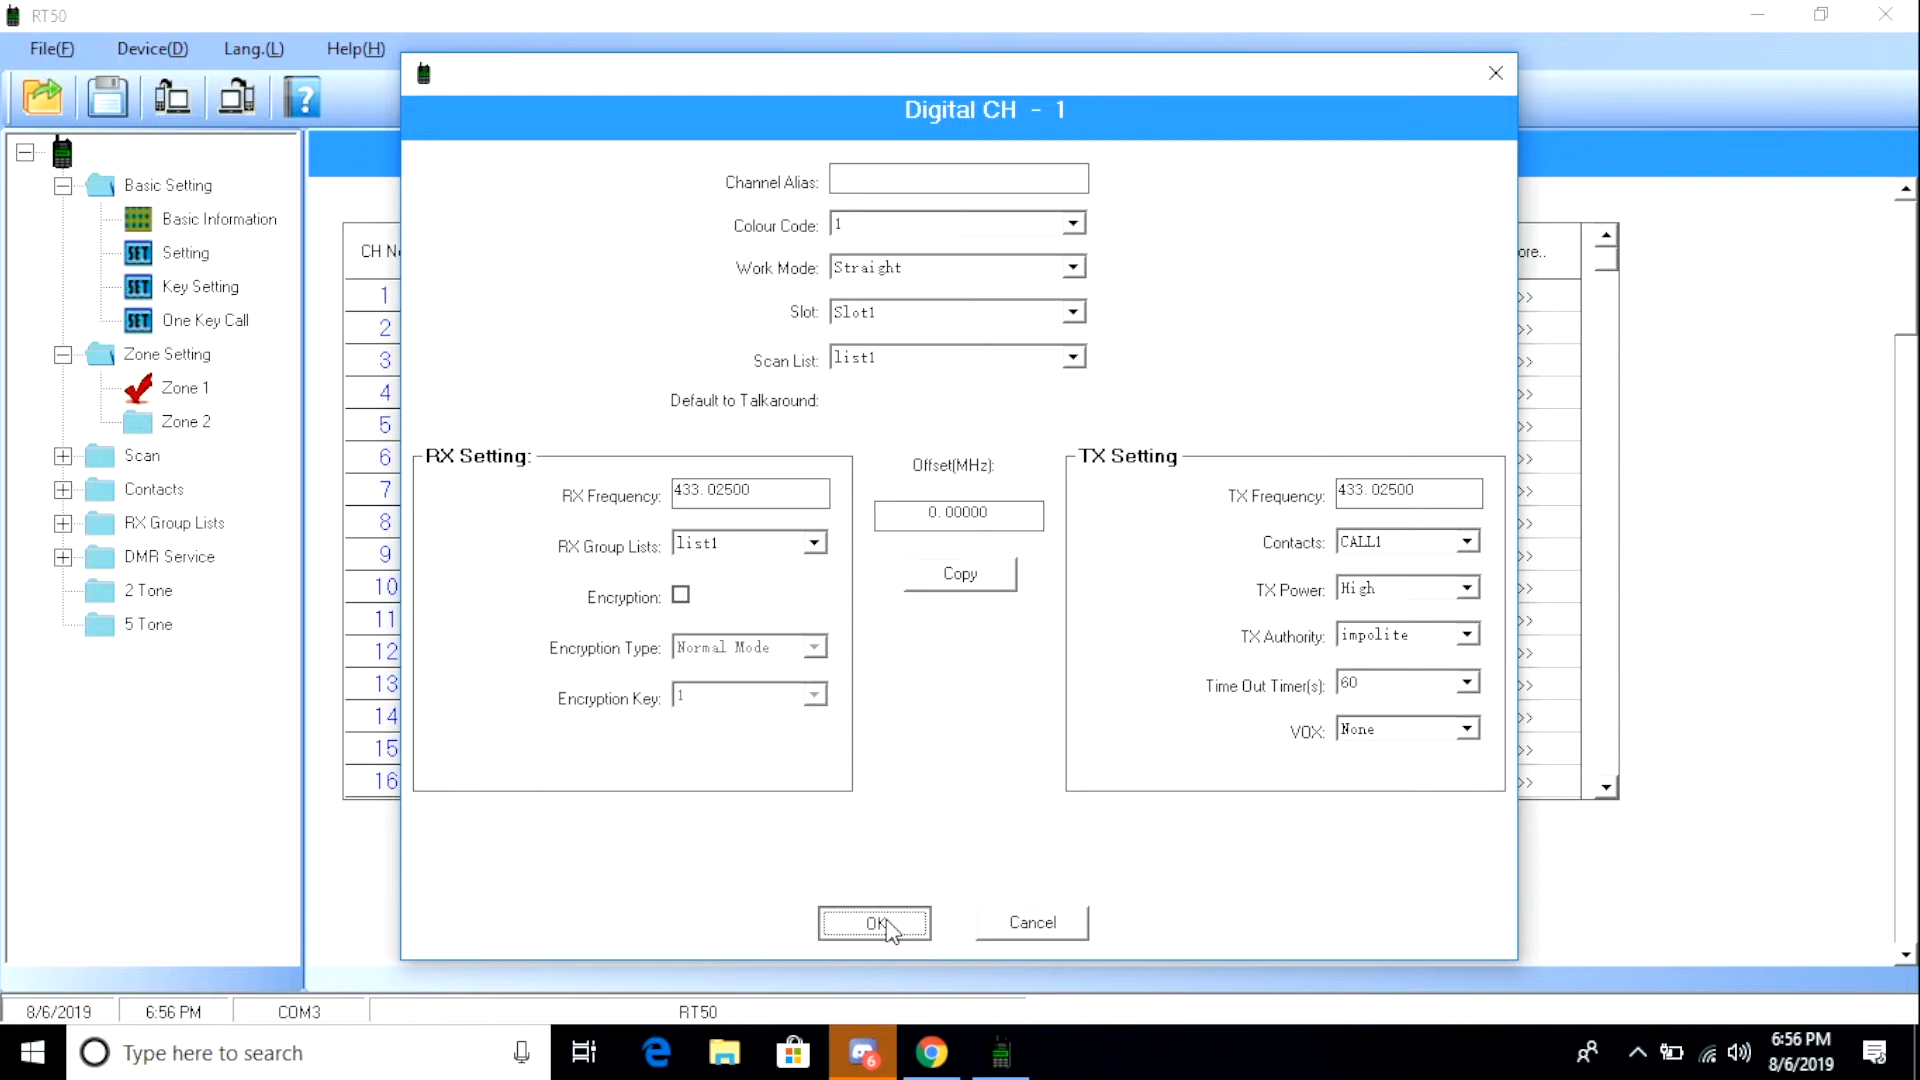 RT50
File(F) Device(D) Lang.(L) Help(H)
Digital CH - 1
Channel Alias:
Colour Code: 1
Work Mode: Straight
Slot: Slot1
Scan List: list1
Default to Talkaround:
RX Setting:
RX Frequency: 433.02500
RX Group Lists: list1
Encryption:
Encryption Type: Normal Mode
Encryption Key: 1
Offset(MHz):
0.00000
Copy
TX Setting
TX Frequency: 433.02500
Contacts: CALL1
TX Power: High
TX Authority: impolite
Time Out Timer(s): 60
VOX: None
OK Cancel
Basic Setting
Basic Information
SET Setting
SET Key Setting
SET One Key Call
Zone Setting
Zone 1
Zone 2
Scan
Contacts
RX Group Lists
DMR Service
2 Tone
5 Tone
CH N
ore..
1 >>
2 >>
3 >>
4 >>
5 >>
6 >>
7 >>
8 >>
9 >>
10 >>
11 >>
12 >>
13 >>
14 >>
15 >>
16 >>
8/6/2019 6:56 PM COM3 RT50
Type here to search
6
6:56 PM
8/6/2019